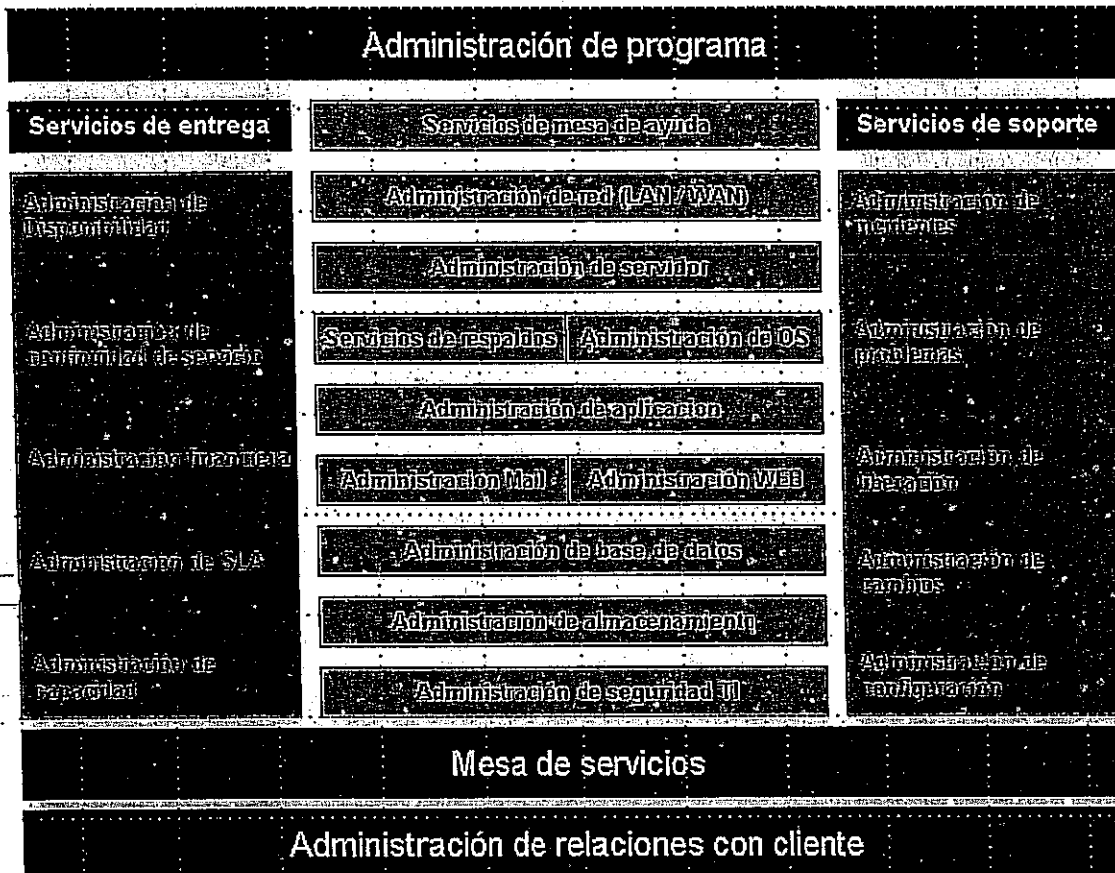 Administración de programa
Servicios de entrega
Administración de
Disponibilidad
Administración de
continuidad de servicio
Administración financiera
Administración de SLA
Administración de
capacidad
Servicios de mesa de ayuda
Administración de red (LAN / WAN)
Administración de servidor
Servicios de respaldos
Administración de OS
Administración de aplicacion
Administración Mail
Administración WEB
Administración de base de datos
Administración de almacenamiento
Administración de seguridad TI
Servicios de soporte
Administración de
incidentes
Administración de
problemas
Administración de
liberación
Administración de
cambios
Administración de
configuración
Mesa de servicios
Administración de relaciones con cliente